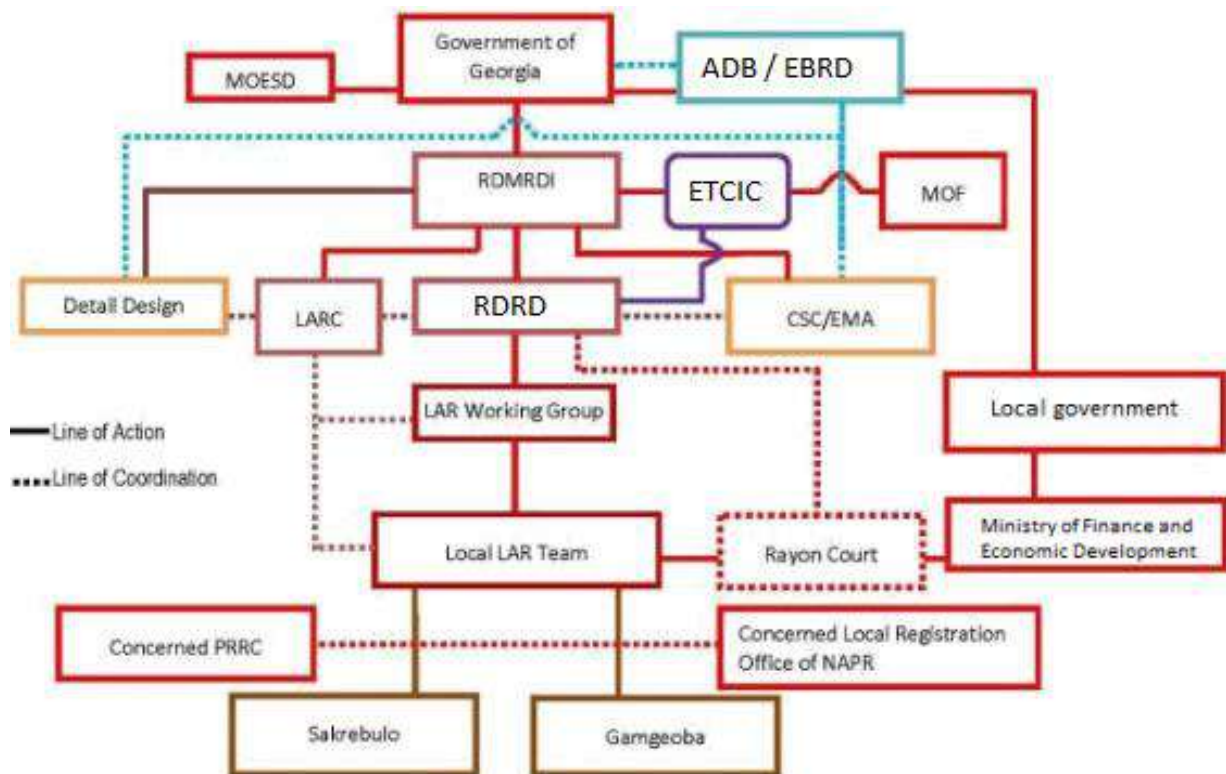 Government of
Georgia
ADB / EBRD
MOESD
RDMRDI
ETCIC
MOF
Detail Design
LARC
RDRD
CSC/EMA
LAR Working Group
Local government
Line of Action
Line of Coordination
Local LAR Team
Rayon Court
Ministry of Finance and
Economic Development
Concerned PRRC
Concerned Local Registration
Office of NAPR
Sakrebulo
Gamgeoba